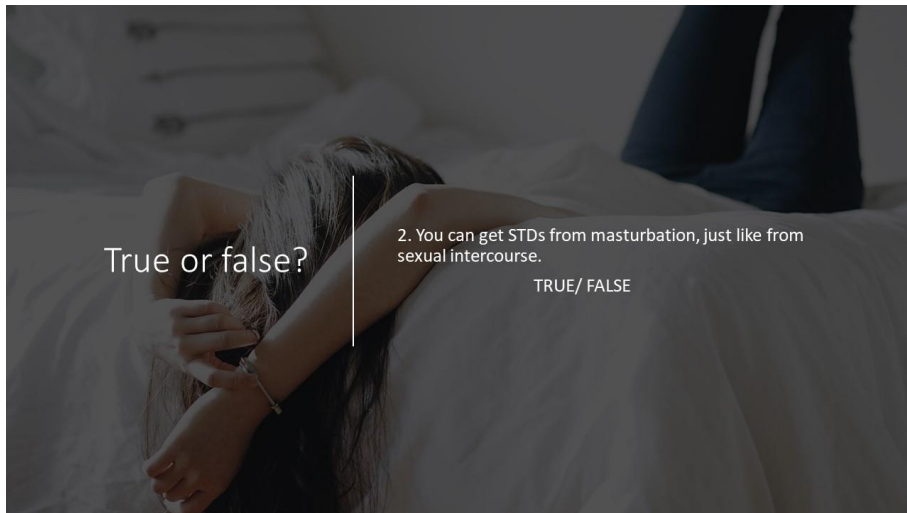 True or false?
2. You can get STDs from masturbation, just like from
sexual intercourse.
TRUE/ FALSE